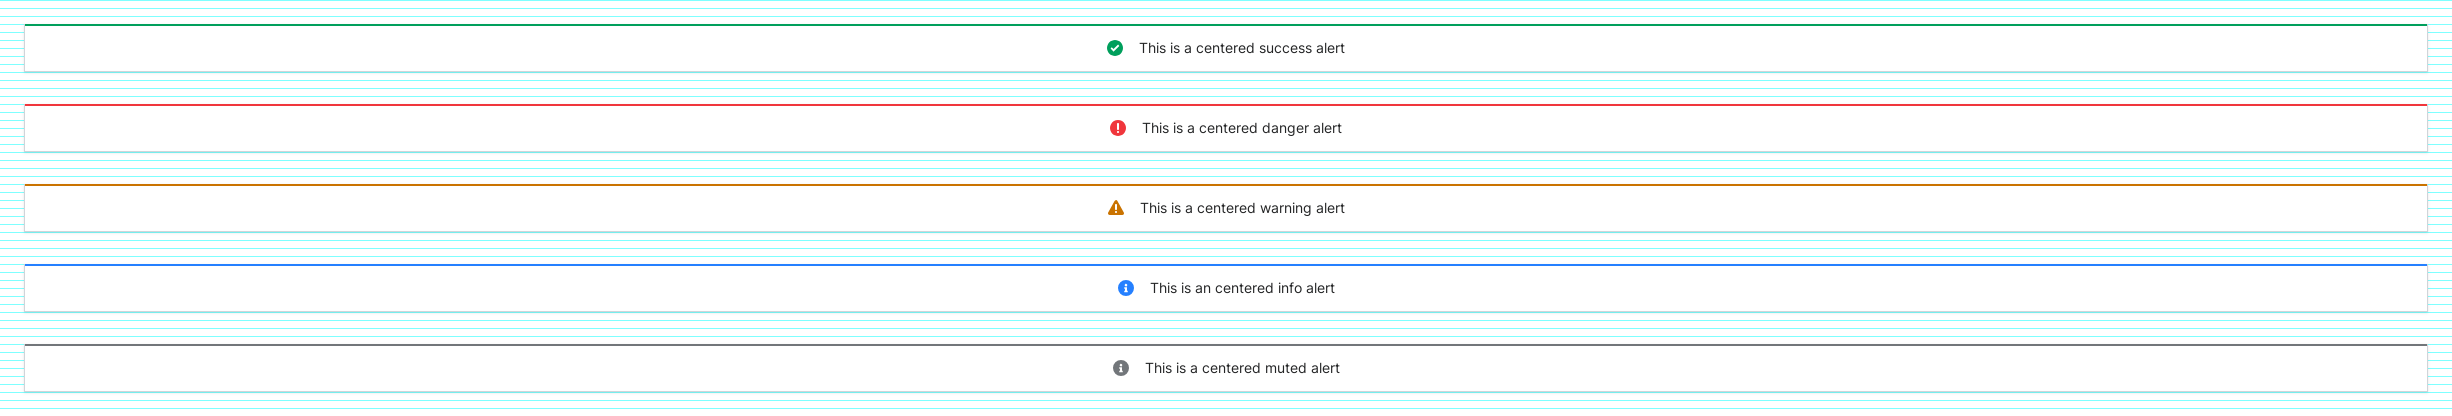 This is a centered success alert
This is a centered danger alert
This is a centered warning alert
This is an centered info alert
This is a centered muted alert